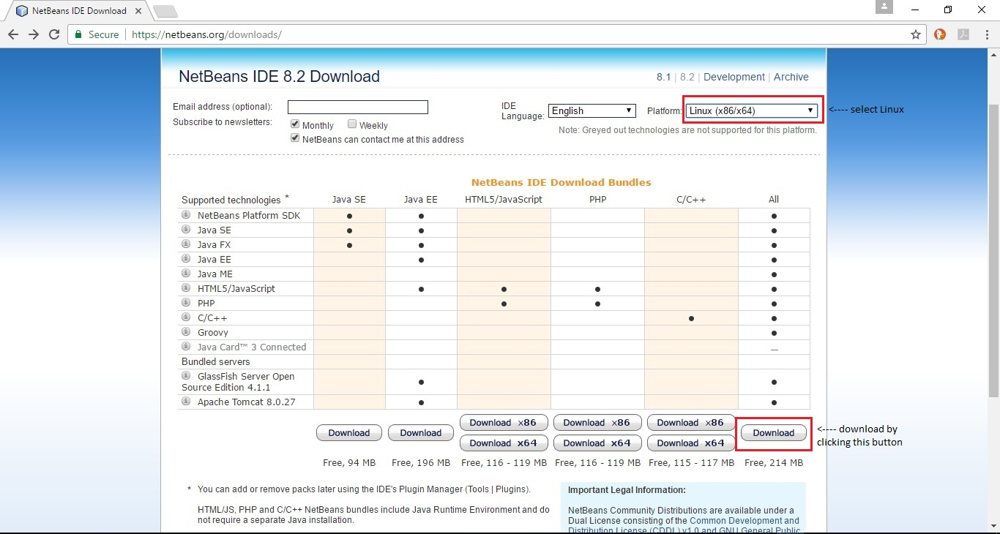 NetBeans IDE Download
Secure | https://netbeans.org/downloads/
NetBeans IDE 8.2 Download
8.1 | 8.2 | Development | Archive
Email address (optional):
Subscribe to newsletters:
Monthly Weekly
NetBeans can contact me at this address
IDE
Language: English
Platform: Linux (x86/x64)
<---- select Linux
Note: Greyed out technologies are not supported for this platform.
NetBeans IDE Download Bundles
Supported technologies * Java SE Java EE HTML5/JavaScript PHP C/C++ All
NetBeans Platform SDK • • •
Java SE • • •
Java FX • • •
Java EE • •
Java ME •
HTML5/JavaScript • • • •
PHP • • •
C/C++ • •
Groovy •
Java Card™ 3 Connected —
Bundled servers
GlassFish Server Open
Source Edition 4.1.1 • •
Apache Tomcat 8.0.27 • •
Download Download Download x86 Download x86 Download x86 Download
Download x64 Download x64 Download x64
<---- download by
clicking this button
Free, 94 MB Free, 196 MB Free, 116 - 119 MB Free, 116 - 119 MB Free, 115 - 117 MB Free, 214 MB
* You can add or remove packs later using the IDE's Plugin Manager (Tools | Plugins).
HTML/JS, PHP and C/C++ NetBeans bundles include Java Runtime Environment and do
not require a separate Java installation.
Important Legal Information:
NetBeans Community Distributions are available under a
Dual License consisting of the Common Development and
Distribution License (CDDL) v1.0 and GNU General Public